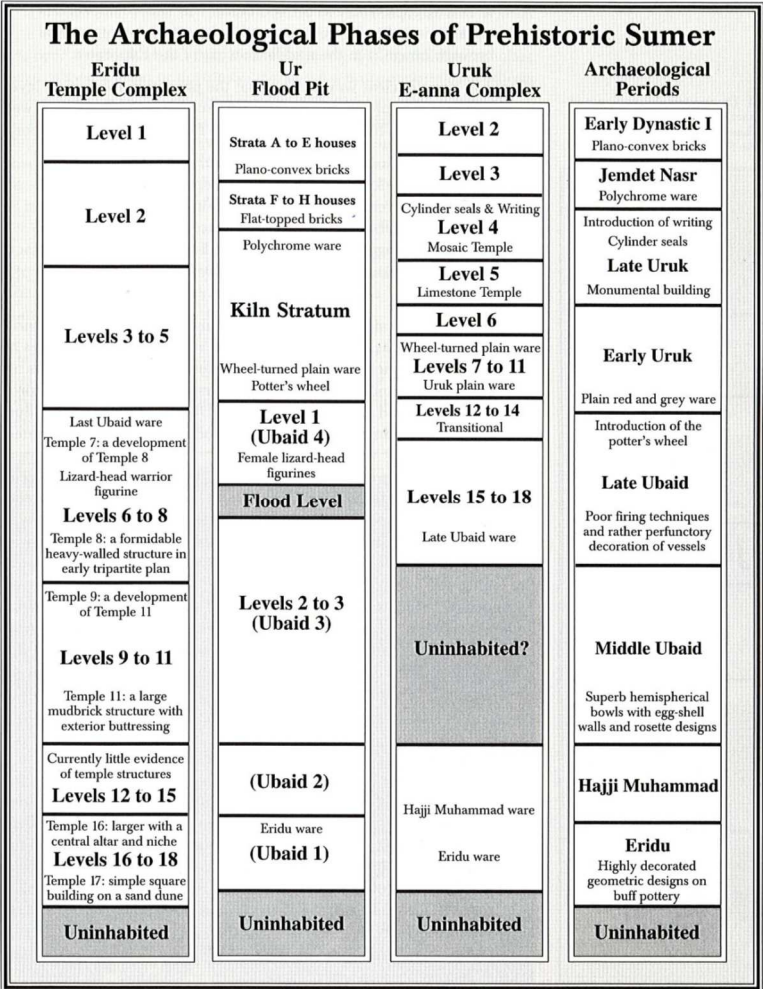 The Archaeological Phases of Prehistoric Sumer
Eridu
Temple Complex
Level 1
Level 2
Levels 3 to 5
Last Ubaid ware
Temple 7: a development
of Temple 8
Lizard-head warrior
figurine
Levels 6 to 8
Temple 8: a formidable
heavy-walled structure in
early tripartite plan
Temple 9: a development
of Temple 11
Levels 9 to 11
Temple 11: a large
mudbrick structure with
exterior buttressing
Currently little evidence
of temple structures
Levels 12 to 15
Temple 16: larger with a
central altar and niche
Levels 16 to 18
Temple 17: simple square
building on a sand dune
Uninhabited
Ur
Flood Pit
Strata A to E houses
Plano-convex bricks
Strata F to H houses
Flat-topped bricks
Polychrome ware
Kiln Stratum
Wheel-turned plain ware
Potter's wheel
Level 1
(Ubaid 4)
Female lizard-head
figurines
Flood Level
Levels 2 to 3
(Ubaid 3)
(Ubaid 2)
Eridu ware
(Ubaid 1)
Uninhabited
Uruk
E-anna Complex
Level 2
Level 3
Cylinder seals & Writing
Level 4
Mosaic Temple
Level 5
Limestone Temple
Level 6
Wheel-turned plain ware
Levels 7 to 11
Uruk plain ware
Levels 12 to 14
Transitional
Levels 15 to 18
Late Ubaid ware
Uninhabited?
Hajji Muhammad ware
Eridu ware
Uninhabited
Archaeological
Periods
Early Dynastic I
Plano-convex bricks
Jemdet Nasr
Polychrome ware
Introduction of writing
Cylinder seals
Late Uruk
Monumental building
Early Uruk
Plain red and grey ware
Introduction of the
potter's wheel
Late Ubaid
Poor firing techniques
and rather perfunctory
decoration of vessels
Middle Ubaid
Superb hemispherical
bowls with egg-shell
walls and rosette designs
Hajji Muhammad
Eridu
Highly decorated
geometric designs on
buff pottery
Uninhabited